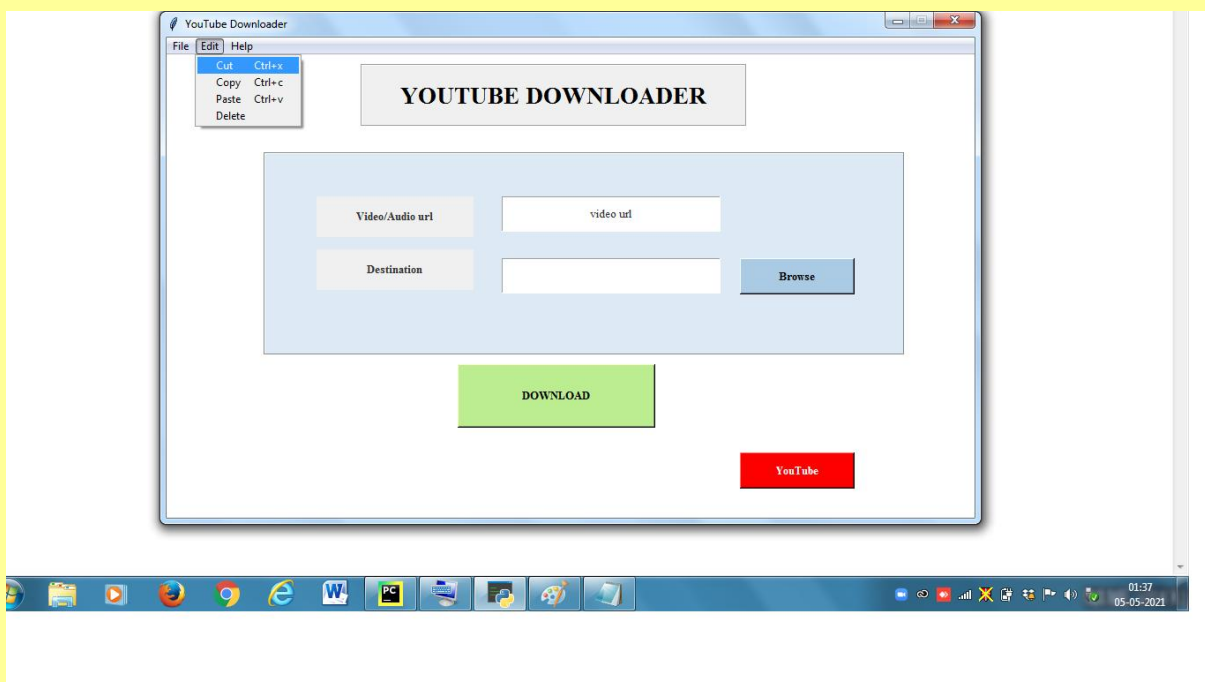 YouTube Downloader
File Edit Help
Cut Ctrl+x
Copy Ctrl+c
Paste Ctrl+v
Delete
YOUTUBE DOWNLOADER
Video/Audio url video url
Destination Browse
DOWNLOAD
YouTube
W PC
01:37
05-05-2021